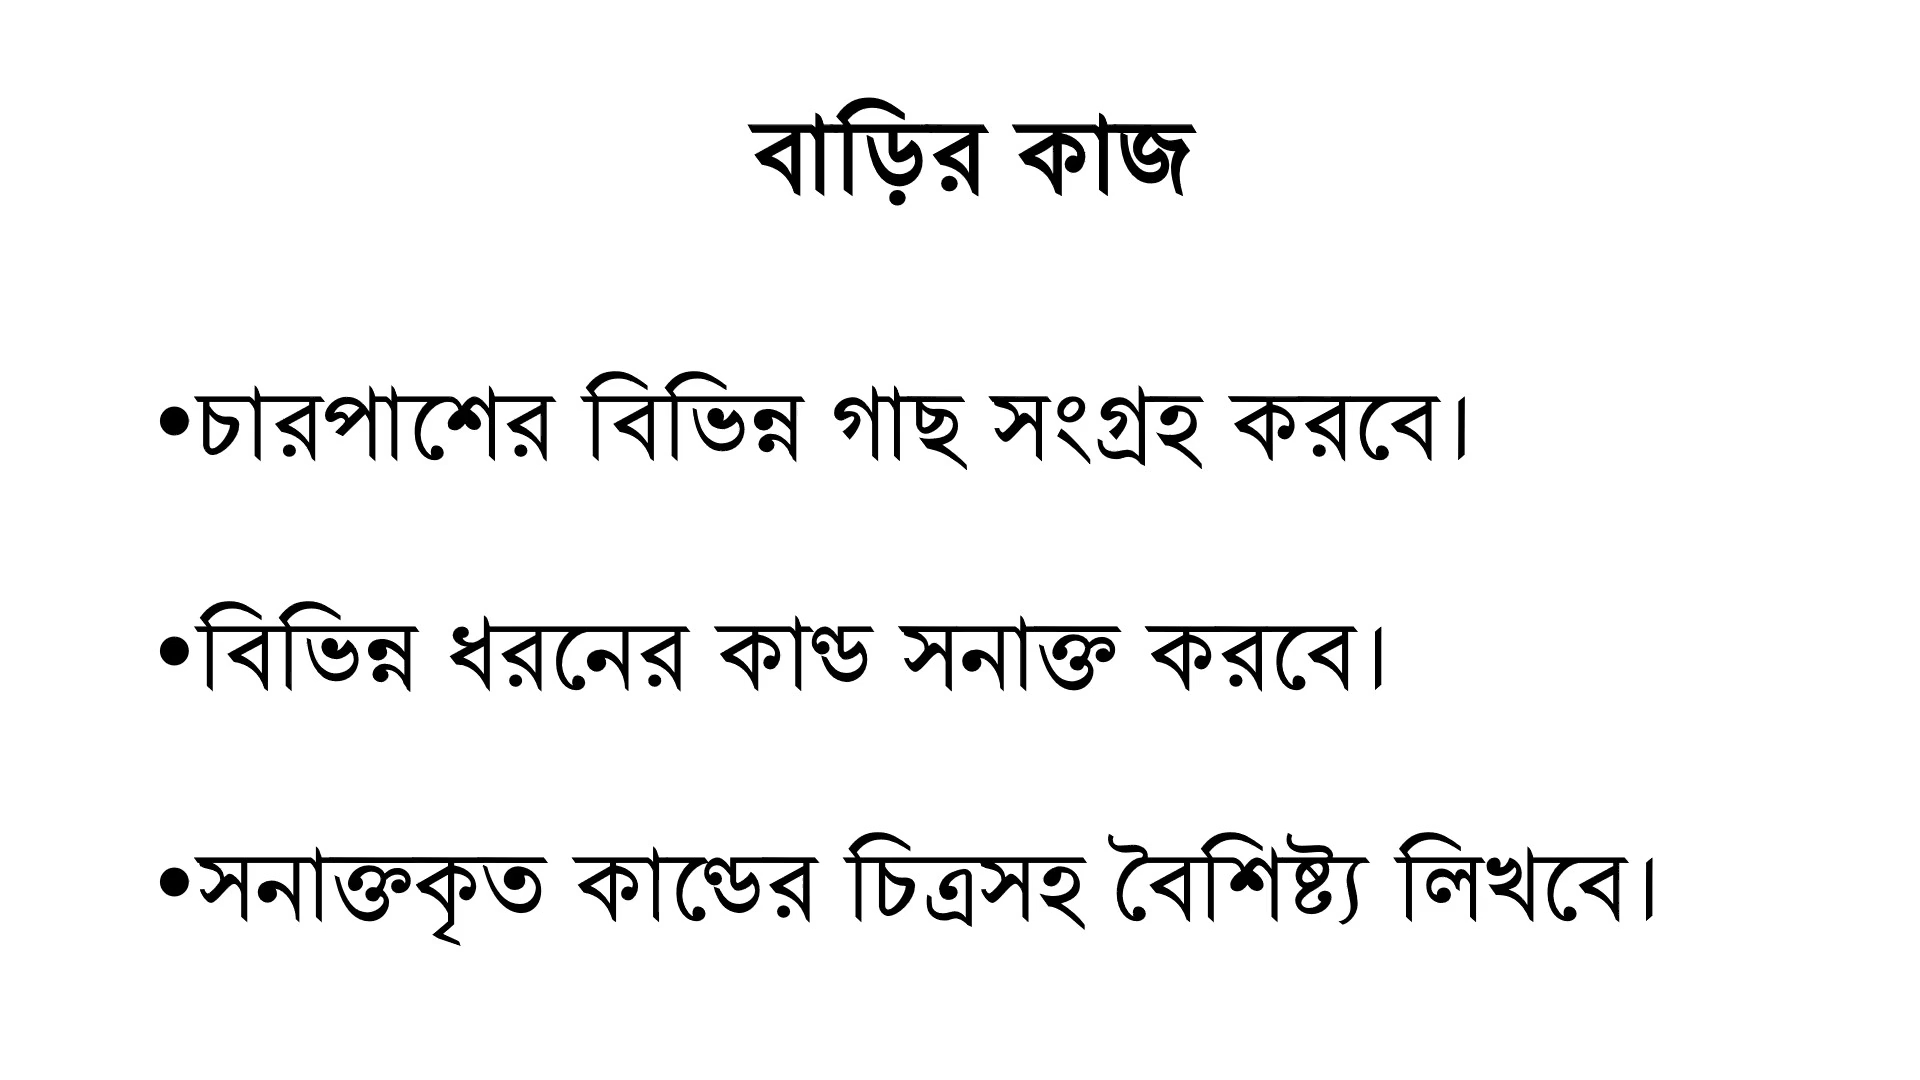 বাড়ির কাজ
•চারপাশের বিভিন্ন গাছ সংগ্রহ করবে।
•বিভিন্ন ধরনের কাণ্ড সনাক্ত করবে।
•সনাক্তকৃত কাণ্ডের চিত্রসহ বৈশিষ্ট্য লিখবে।